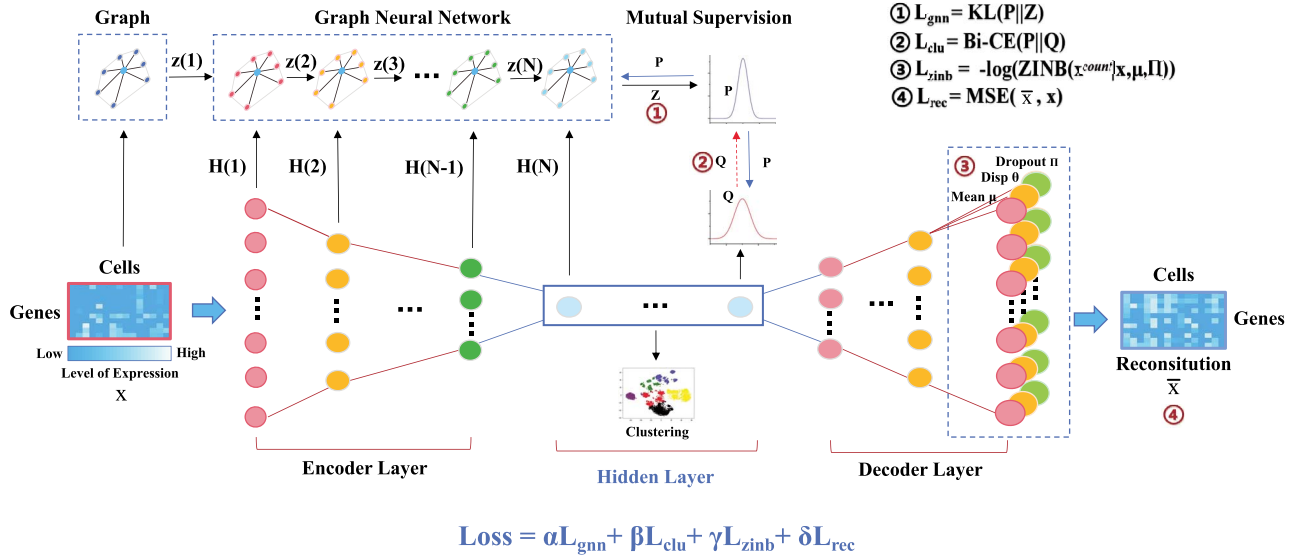 Graph
Graph Neural Network
Mutual Supervision
① L_gnn = KL(P||Z)
② L_clu = Bi-CE(P||Q)
③ L_zinb = -log(ZINB(x^count|x,μ,Π))
④ L_rec = MSE( x̅ , x)
z(1)
z(2)
z(3)
...
z(N)
P
Z
①
P
H(1)
H(2)
H(N-1)
H(N)
②
Q
P
Q
③
Dropout Π
Disp θ
Mean μ
Cells
Genes
Low
High
Level of Expression
X
...
...
...
Clustering
Cells
Genes
Reconsitution
X̅
④
Encoder Layer
Hidden Layer
Decoder Layer
Loss = αL_gnn + βL_clu + γL_zinb + δL_rec